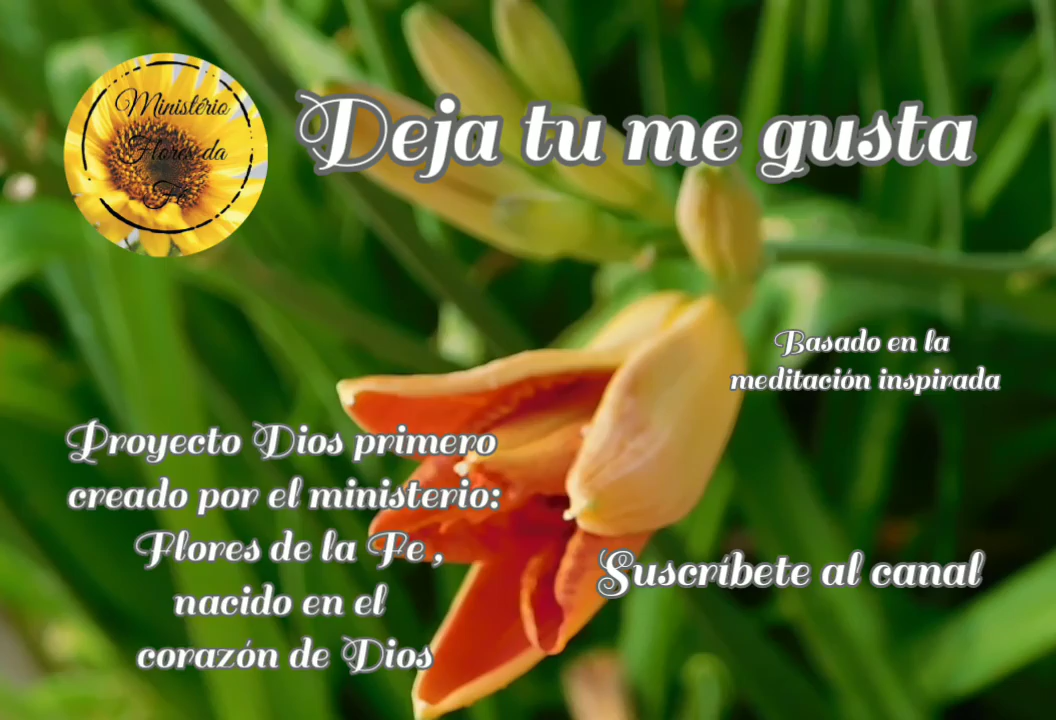 Ministério
Flores da
Fé
Deja tu me gusta
Basado en la
meditación inspirada
Proyecto Dios primero
creado por el ministerio:
Flores de la Fe ,
nacido en el
corazón de Dios
Suscríbete al canal